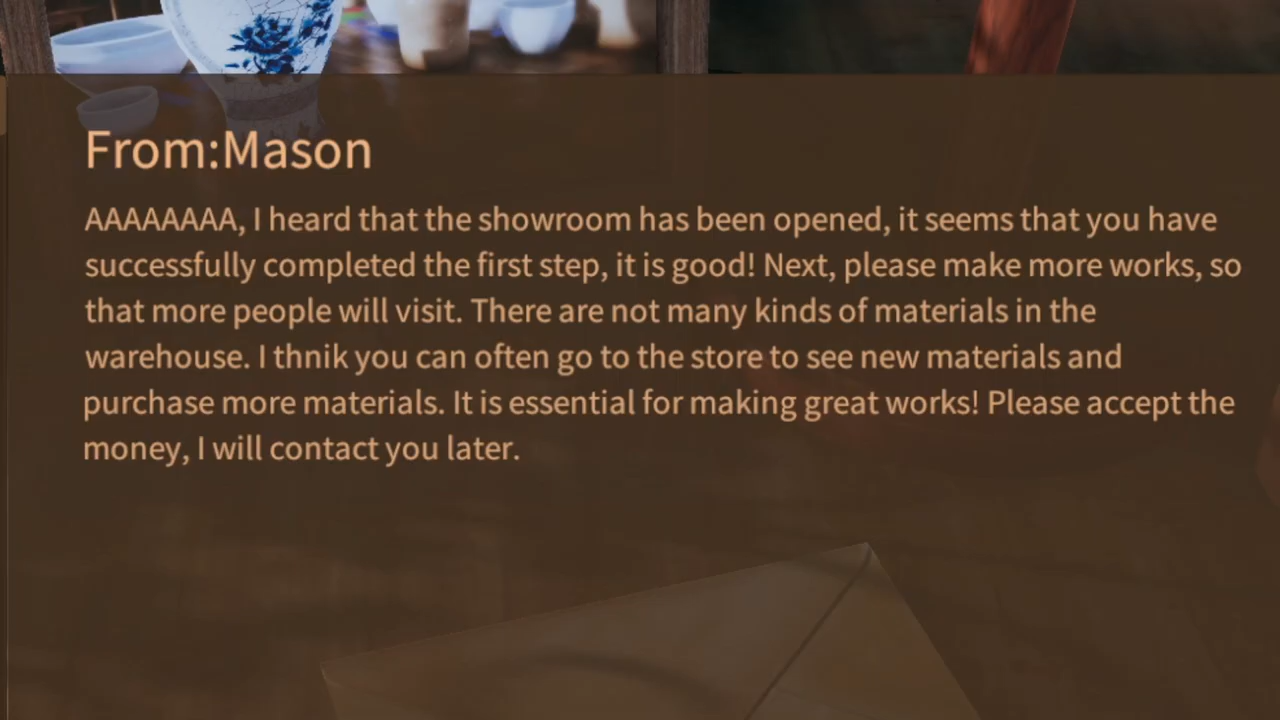 From:Mason
AAAAAAAA, I heard that the showroom has been opened, it seems that you have
successfully completed the first step, it is good! Next, please make more works, so
that more people will visit. There are not many kinds of materials in the
warehouse. I thnik you can often go to the store to see new materials and
purchase more materials. It is essential for making great works! Please accept the
money, I will contact you later.